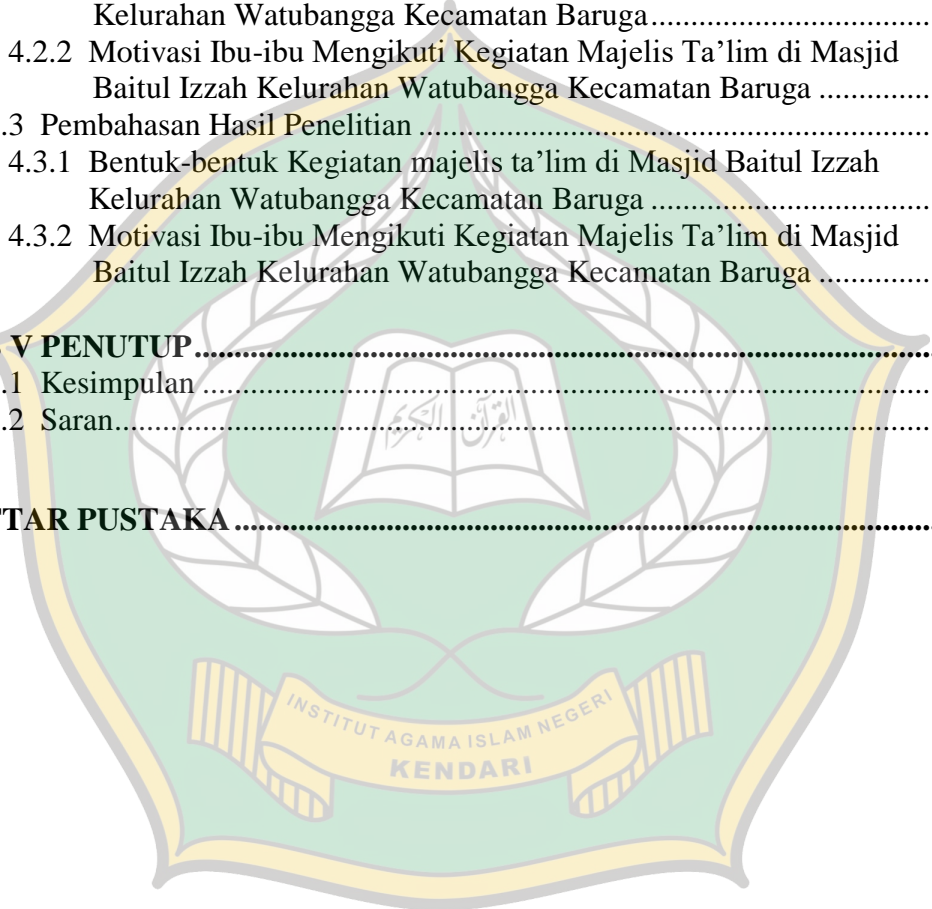 Kelurahan Watubangga Kecamatan Baruga...................................
4.2.2 Motivasi Ibu-ibu Mengikuti Kegiatan Majelis Ta’lim di Masjid
Baitul Izzah Kelurahan Watubangga Kecamatan Baruga ..............
.3 Pembahasan Hasil Penelitian ................................................................
4.3.1 Bentuk-bentuk Kegiatan majelis ta’lim di Masjid Baitul Izzah
Kelurahan Watubangga Kecamatan Baruga ...................................
4.3.2 Motivasi Ibu-ibu Mengikuti Kegiatan Majelis Ta’lim di Masjid
Baitul Izzah Kelurahan Watubangga Kecamatan Baruga ..............
V PENUTUP............................................................................................
.1 Kesimpulan ...........................................................................................
.2 Saran......................................................................................................
القرآن الكريم
TAR PUSTAKA.......................................................................................
INSTITUT AGAMA ISLAM NEGERI
KENDARI